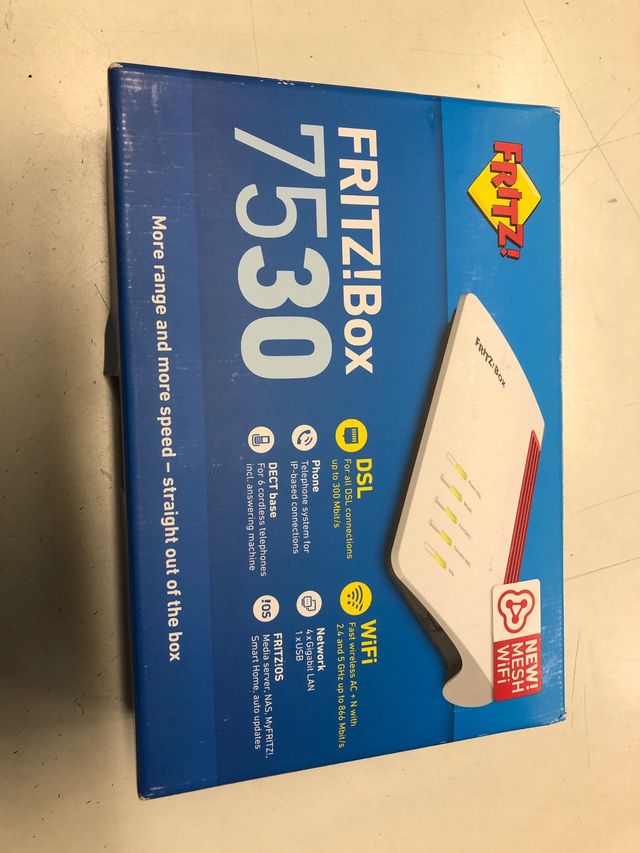 FRITZ!
FRITZ!Box
7530
FRITZ!Box
NEW!
MESH
WiFi
DSL
For all DSL connections
up to 300 Mbit/s
WiFi
Fast wireless AC + N with
2,4 and 5 GHz up to 866 Mbit/s
Phone
Telephone system for
IP-based connections
Network
4 x Gigabit LAN
1 x USB
DECT base
For 6 cordless telephones
incl. answering machine
FRITZ!OS
Media server, NAS, MyFRITZ!,
Smart Home, auto updates
More range and more speed – straight out of the box